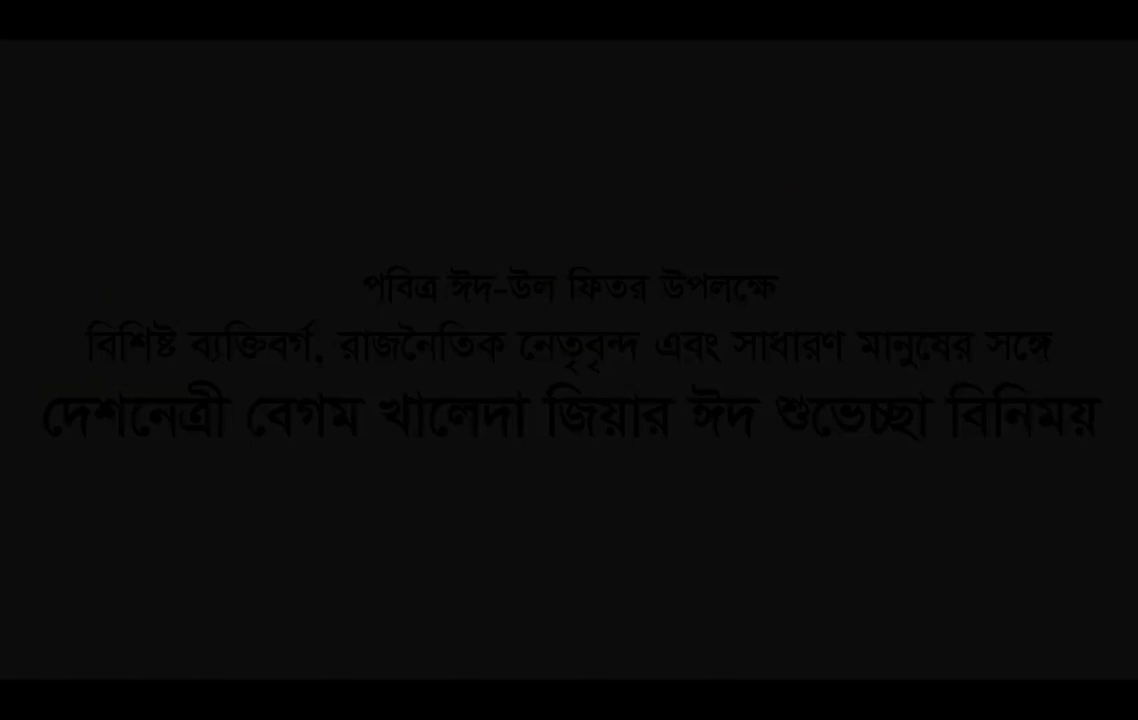 পবিত্র ঈদ-উল ফিতর উপলক্ষে
বিশিষ্ট ব্যক্তিবর্গ, রাজনৈতিক নেতৃবৃন্দ এবং সাধারণ মানুষের সঙ্গে
দেশনেত্রী বেগম খালেদা জিয়ার ঈদ শুভেচ্ছা বিনিময়